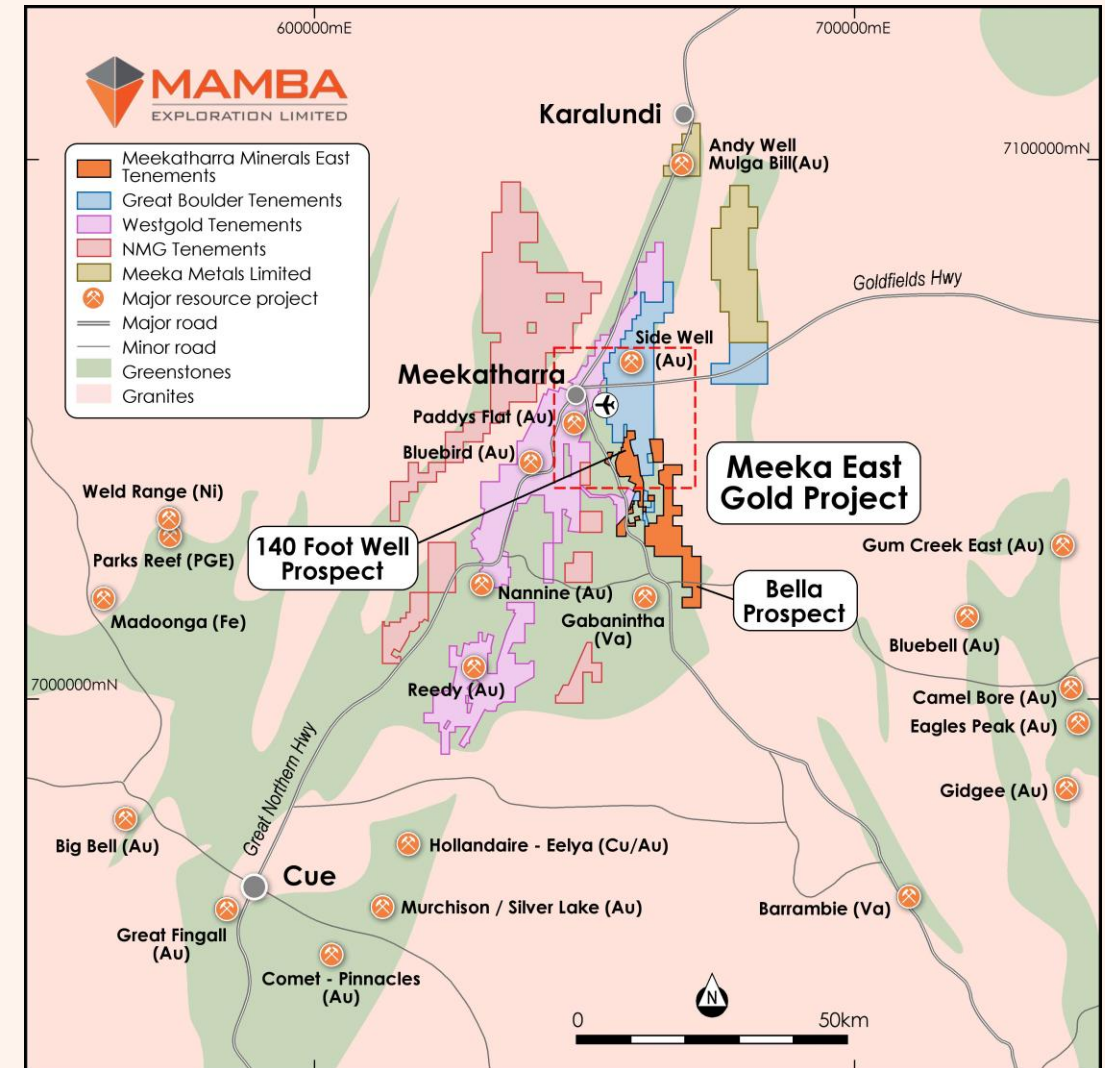 600000mE
700000mE
MAMBA
EXPLORATION LIMITED
Karalundi
Andy Well
Mulga Bill(Au)
7100000mN
Meekatharra Minerals East
Tenements
Great Boulder Tenements
Westgold Tenements
NMG Tenements
Meeka Metals Limited
Major resource project
Major road
Minor road
Greenstones
Granites
Goldfields Hwy
Side Well
(Au)
Meekatharra
Paddys Flat (Au)
Bluebird (Au)
Meeka East
Gold Project
Weld Range (Ni)
Parks Reef (PGE)
140 Foot Well
Prospect
Gum Creek East (Au)
Madoonga (Fe)
Nannine (Au)
Gabanintha
(Va)
Bella
Prospect
Bluebell (Au)
7000000mN
Reedy (Au)
Camel Bore (Au)
Eagles Peak (Au)
Great Northern Hwy
Gidgee (Au)
Big Bell (Au)
Hollandaire - Eelya (Cu/Au)
Cue
Murchison / Silver Lake (Au)
Barrambie (Va)
Great Fingall
(Au)
Comet - Pinnacles
(Au)
N
0
50km